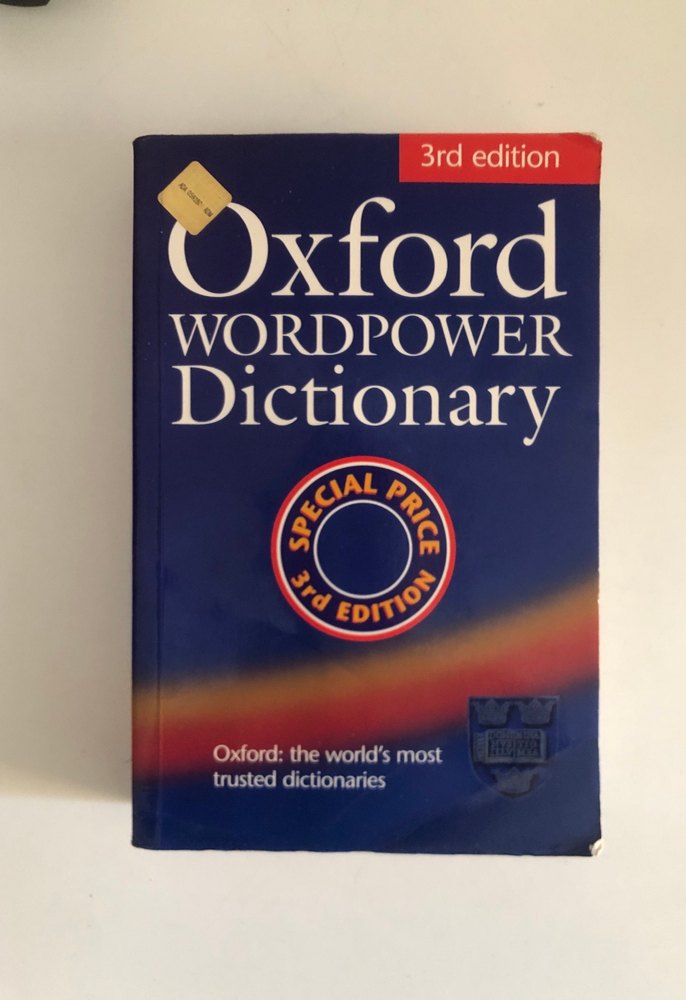 3rd edition
Oxford
WORDPOWER
Dictionary
SPECIAL PRICE
3rd EDITION
Oxford: the world's most
trusted dictionaries